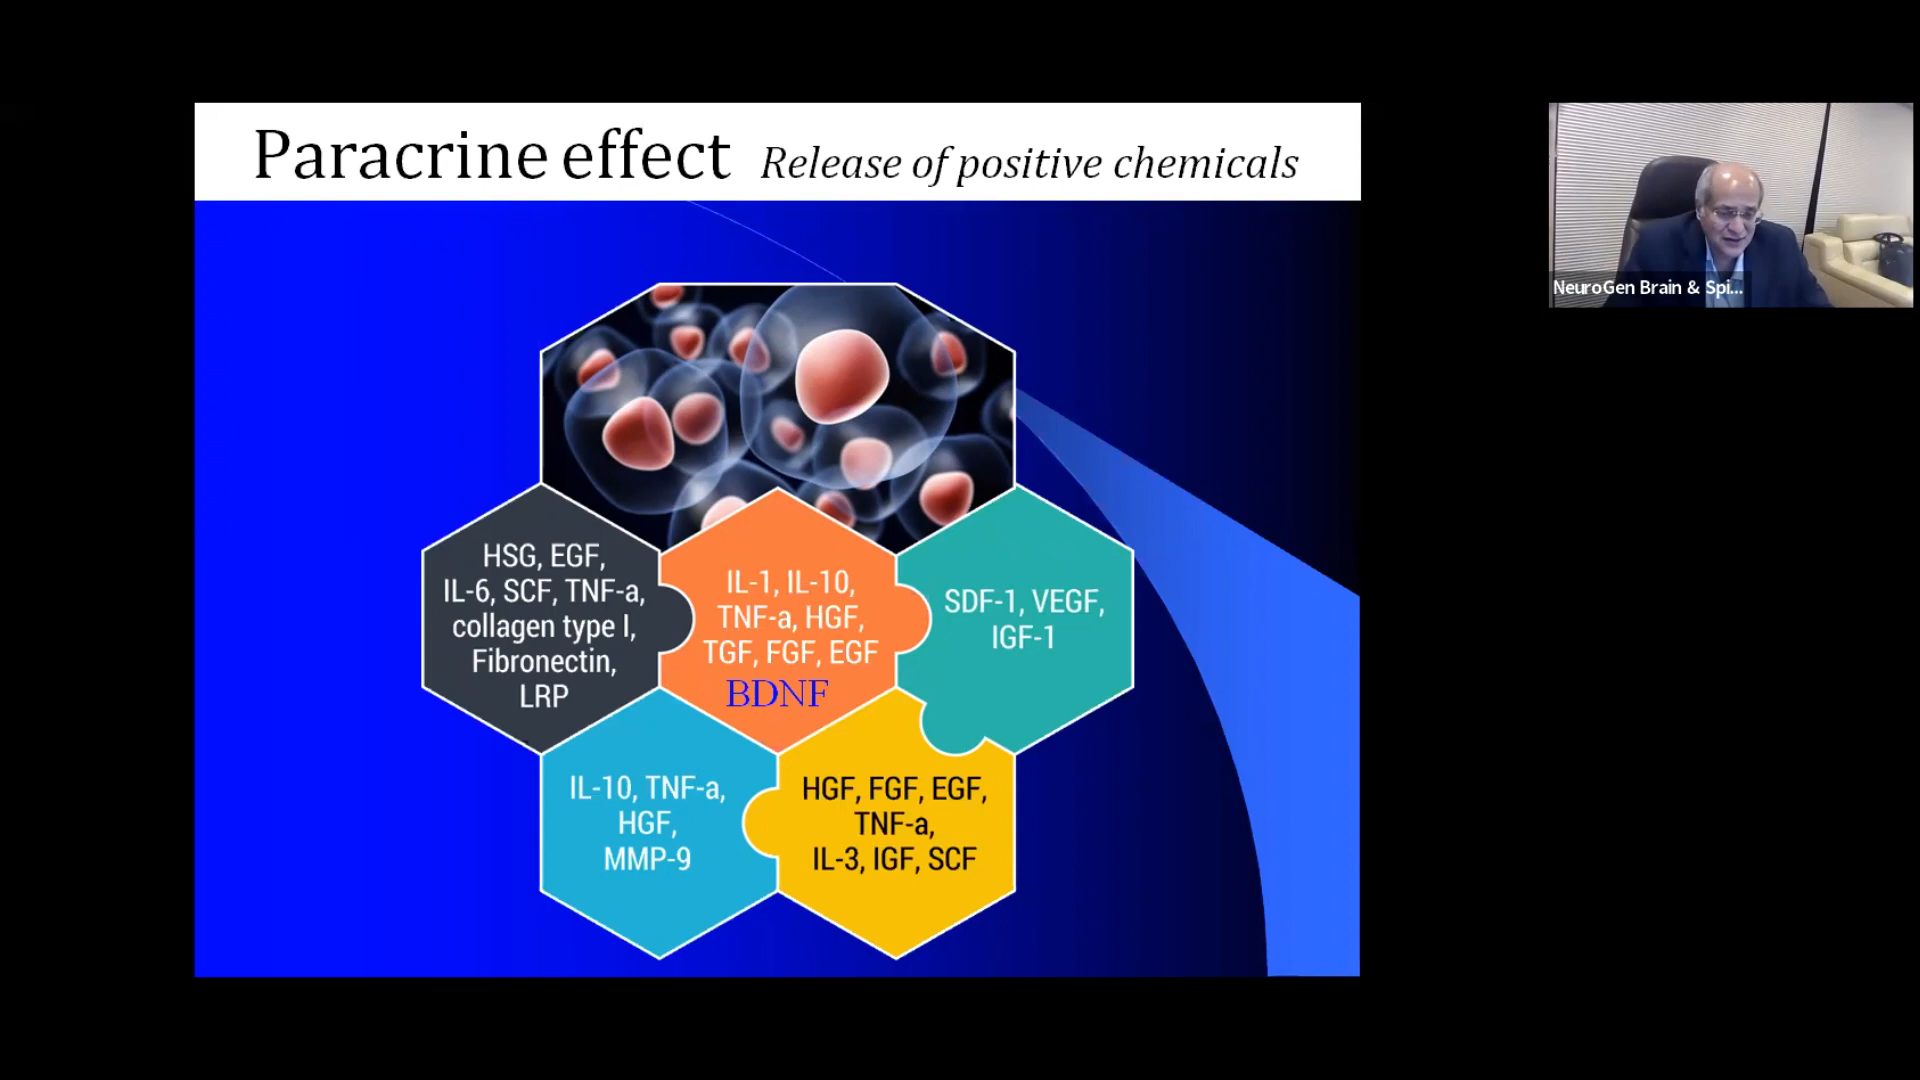 Paracrine effect Release of positive chemicals
HSG, EGF,
IL-6, SCF, TNF-a,
collagen type I,
Fibronectin,
LRP
IL-1, IL-10,
TNF-a, HGF,
TGF, FGF, EGF
BDNF
SDF-1, VEGF,
IGF-1
IL-10, TNF-a,
HGF,
MMP-9
HGF, FGF, EGF,
TNF-a,
IL-3, IGF, SCF
NeuroGen Brain & Spi...